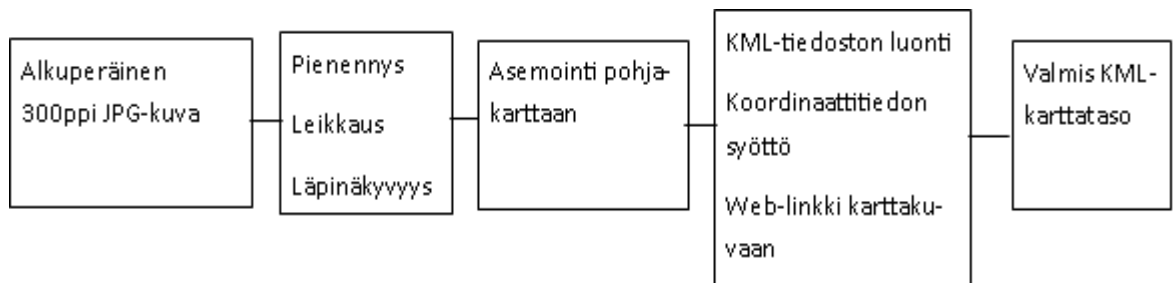 Alkuperäinen
300ppi JPG-kuva
Pienennys
Leikkaus
Läpinäkyvyys
Asemointi pohja-
karttaan
KML-tiedoston luonti
Koordinaattitiedon
syöttö
Web-linkki karttaku-
vaan
Valmis KML-
karttataso